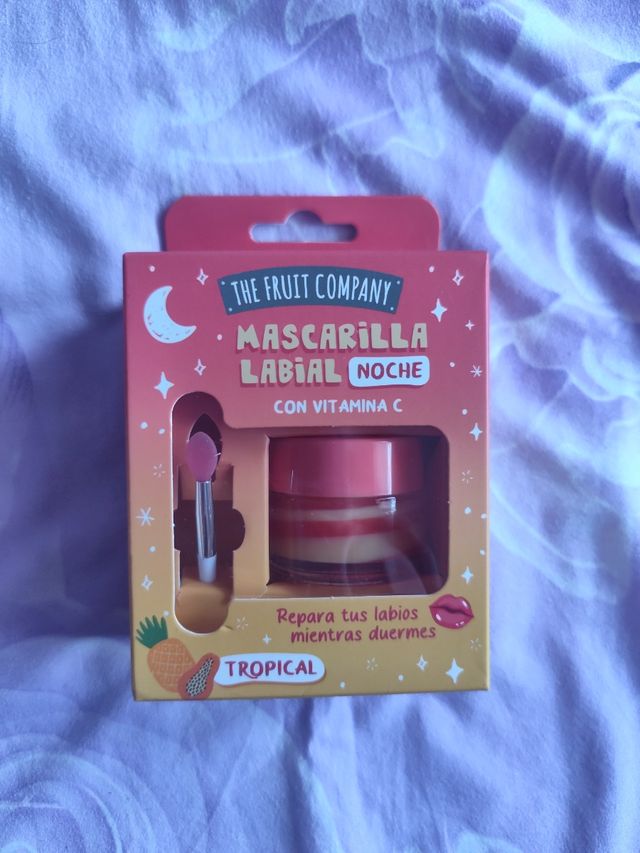 THE FRUIT COMPANY
MASCARILLA
LABIAL NOCHE
CON VITAMINA C
Repara tus labios
mientras duermes
TROPICAL